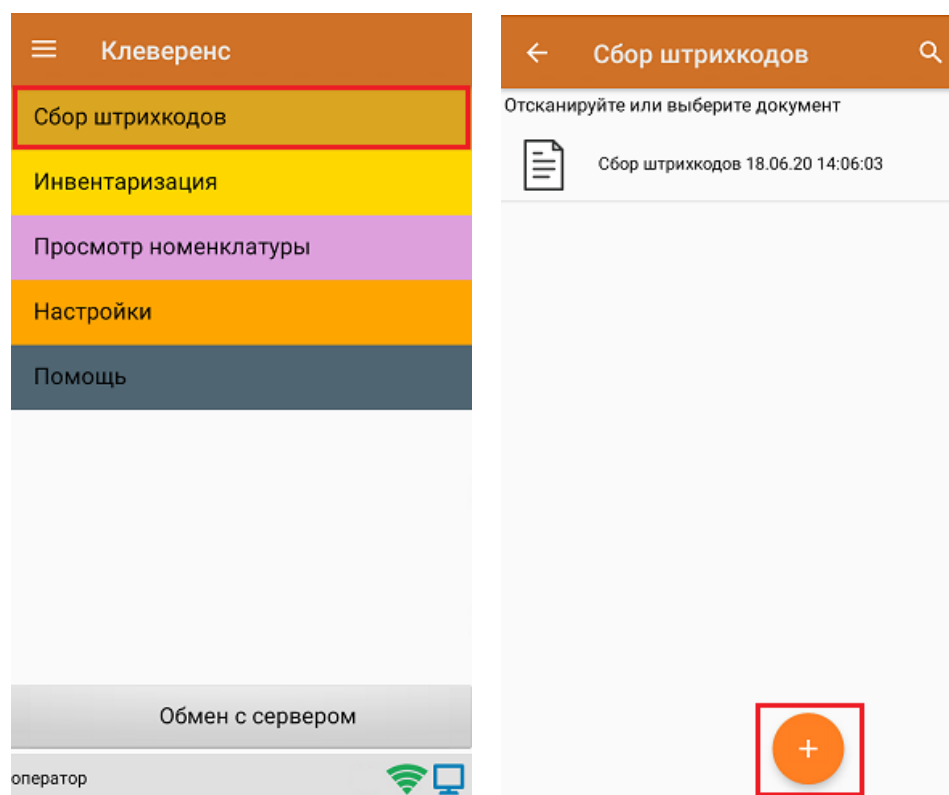 Клеверенс
Сбор штрихкодов
Инвентаризация
Просмотр номенклатуры
Настройки
Помощь
Обмен с сервером
оператор
Сбор штрихкодов
Отсканируйте или выберите документ
Сбор штрихкодов 18.06.20 14:06:03
+